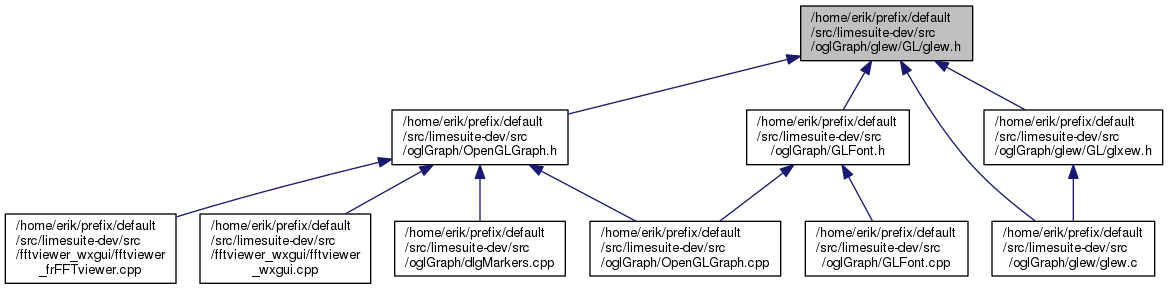 /home/erik/prefix/default
/src/limesuite-dev/src
/oglGraph/glew/GL/glew.h
/home/erik/prefix/default
/src/limesuite-dev/src
/oglGraph/OpenGLGraph.h
/home/erik/prefix/default
/src/limesuite-dev/src
/oglGraph/GLFont.h
/home/erik/prefix/default
/src/limesuite-dev/src
/oglGraph/glew/GL/glxew.h
/home/erik/prefix/default
/src/limesuite-dev/src
/fftviewer_wxgui/fftviewer
_frFFTviewer.cpp
/home/erik/prefix/default
/src/limesuite-dev/src
/fftviewer_wxgui/fftviewer
_wxgui.cpp
/home/erik/prefix/default
/src/limesuite-dev/src
/oglGraph/dlgMarkers.cpp
/home/erik/prefix/default
/src/limesuite-dev/src
/oglGraph/OpenGLGraph.cpp
/home/erik/prefix/default
/src/limesuite-dev/src
/oglGraph/GLFont.cpp
/home/erik/prefix/default
/src/limesuite-dev/src
/oglGraph/glew/glew.c